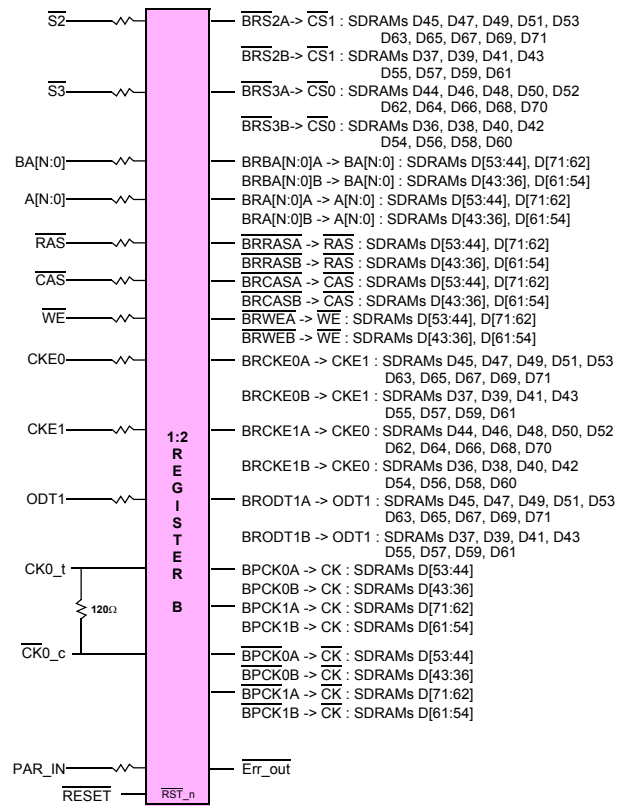 S2
BRS2A-> CS1 : SDRAMs D45, D47, D49, D51, D53
D63, D65, D67, D69, D71
BRS2B-> CS1 : SDRAMs D37, D39, D41, D43
D55, D57, D59, D61
S3
BRS3A-> CS0 : SDRAMs D44, D46, D48, D50, D52
D62, D64, D66, D68, D70
BRS3B-> CS0 : SDRAMs D36, D38, D40, D42
D54, D56, D58, D60
BA[N:0]
BRBA[N:0]A -> BA[N:0] : SDRAMs D[53:44], D[71:62]
BRBA[N:0]B -> BA[N:0] : SDRAMs D[43:36], D[61:54]
A[N:0]
BRA[N:0]A -> A[N:0] : SDRAMs D[53:44], D[71:62]
BRA[N:0]B -> A[N:0] : SDRAMs D[43:36], D[61:54]
RAS
BRRASA -> RAS : SDRAMs D[53:44], D[71:62]
BRRASB -> RAS : SDRAMs D[43:36], D[61:54]
CAS
BRCASA -> CAS : SDRAMs D[53:44], D[71:62]
BRCASB -> CAS : SDRAMs D[43:36], D[61:54]
WE
BRWEA -> WE : SDRAMs D[53:44], D[71:62]
BRWEB -> WE : SDRAMs D[43:36], D[61:54]
CKE0
BRCKE0A -> CKE1 : SDRAMs D45, D47, D49, D51, D53
D63, D65, D67, D69, D71
BRCKE0B -> CKE1 : SDRAMs D37, D39, D41, D43
D55, D57, D59, D61
CKE1
BRCKE1A -> CKE0 : SDRAMs D44, D46, D48, D50, D52
D62, D64, D66, D68, D70
BRCKE1B -> CKE0 : SDRAMs D36, D38, D40, D42
D54, D56, D58, D60
ODT1
BRODT1A -> ODT1 : SDRAMs D45, D47, D49, D51, D53
D63, D65, D67, D69, D71
BRODT1B -> ODT1 : SDRAMs D37, D39, D41, D43
D55, D57, D59, D61
1:2
R
E
G
I
S
T
E
R
B
CK0_t
BPCK0A -> CK : SDRAMs D[53:44]
BPCK0B -> CK : SDRAMs D[43:36]
120Ω
BPCK1A -> CK : SDRAMs D[71:62]
BPCK1B -> CK : SDRAMs D[61:54]
CK0_c
BPCK0A -> CK : SDRAMs D[53:44]
BPCK0B -> CK : SDRAMs D[43:36]
BPCK1A -> CK : SDRAMs D[71:62]
BPCK1B -> CK : SDRAMs D[61:54]
PAR_IN
Err_out
RESET
RST_n